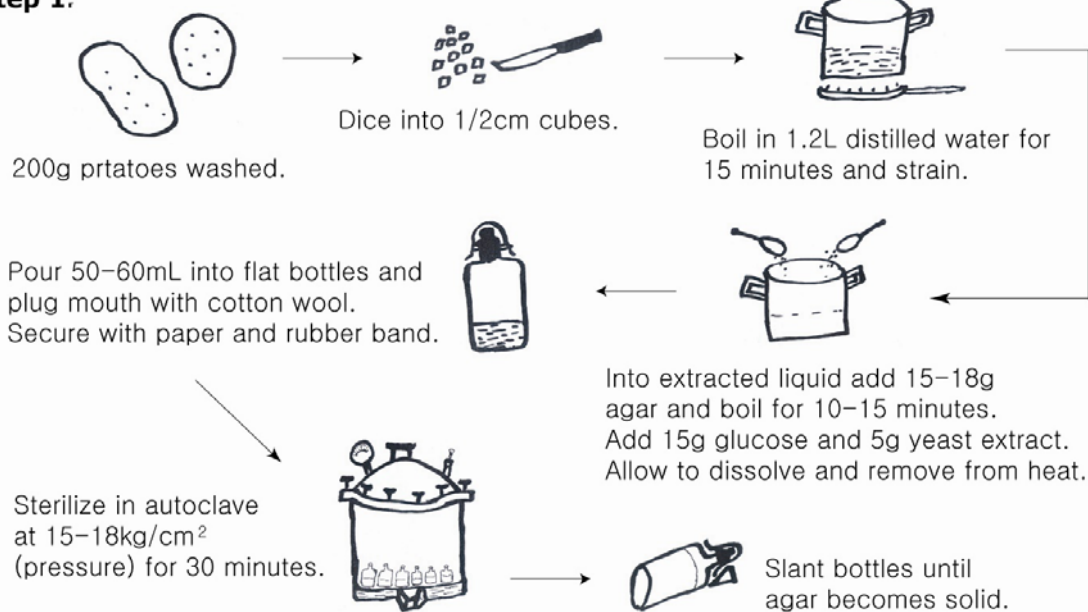 200g prtatoes washed.
Dice into 1/2cm cubes.
Boil in 1.2L distilled water for
15 minutes and strain.
Into extracted liquid add 15-18g
agar and boil for 10-15 minutes.
Add 15g glucose and 5g yeast extract.
Allow to dissolve and remove from heat.
Pour 50-60mL into flat bottles and
plug mouth with cotton wool.
Secure with paper and rubber band.
Sterilize in autoclave
at 15-18kg/cm²
(pressure) for 30 minutes.
Slant bottles until
agar becomes solid.